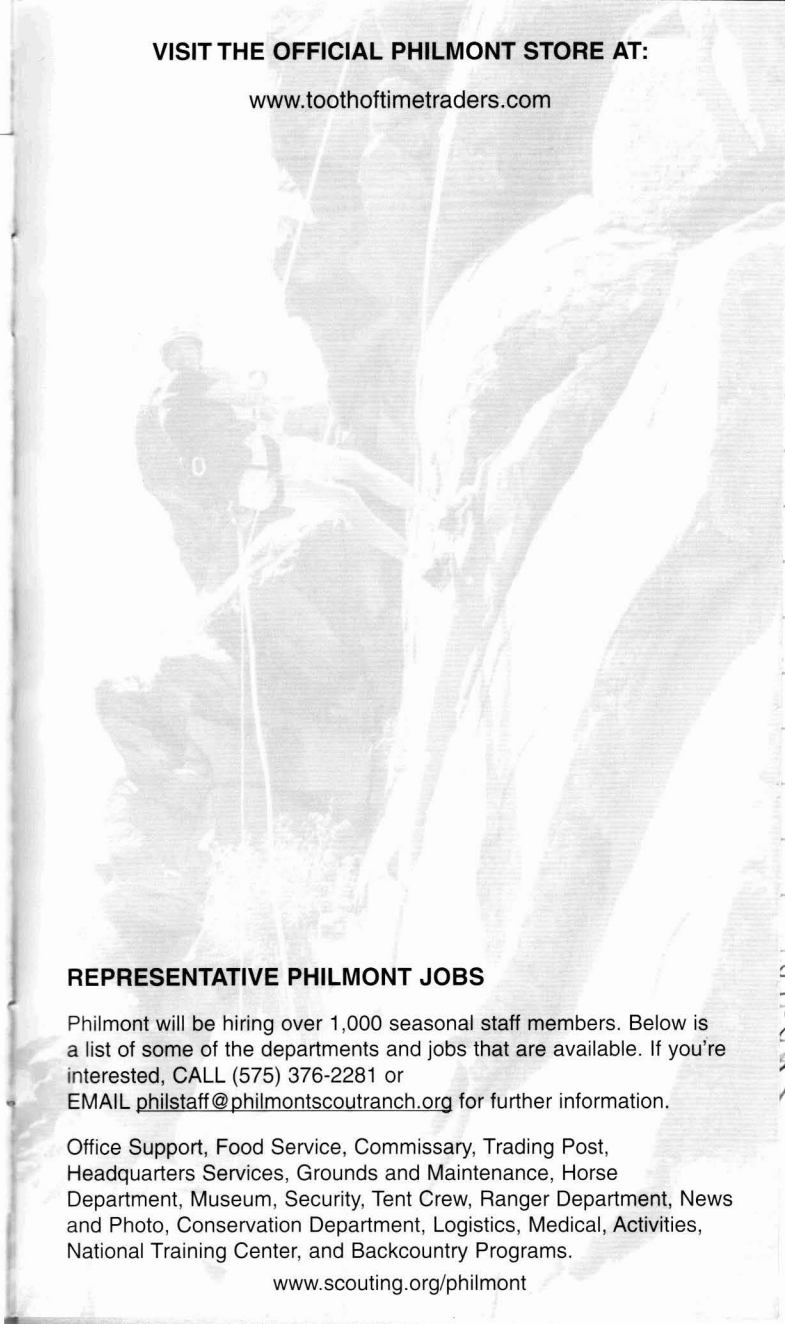 VISIT THE OFFICIAL PHILMONT STORE AT:
www.toothoftimetraders.com
REPRESENTATIVE PHILMONT JOBS
Philmont will be hiring over 1,000 seasonal staff members. Below is
a list of some of the departments and jobs that are available. If you're
interested, CALL (575) 376-2281 or
EMAIL philstaff@philmontscoutranch.org for further information.
Office Support, Food Service, Commissary, Trading Post,
Headquarters Services, Grounds and Maintenance, Horse
Department, Museum, Security, Tent Crew, Ranger Department, News
and Photo, Conservation Department, Logistics, Medical, Activities,
National Training Center, and Backcountry Programs.
www.scouting.org/philmont